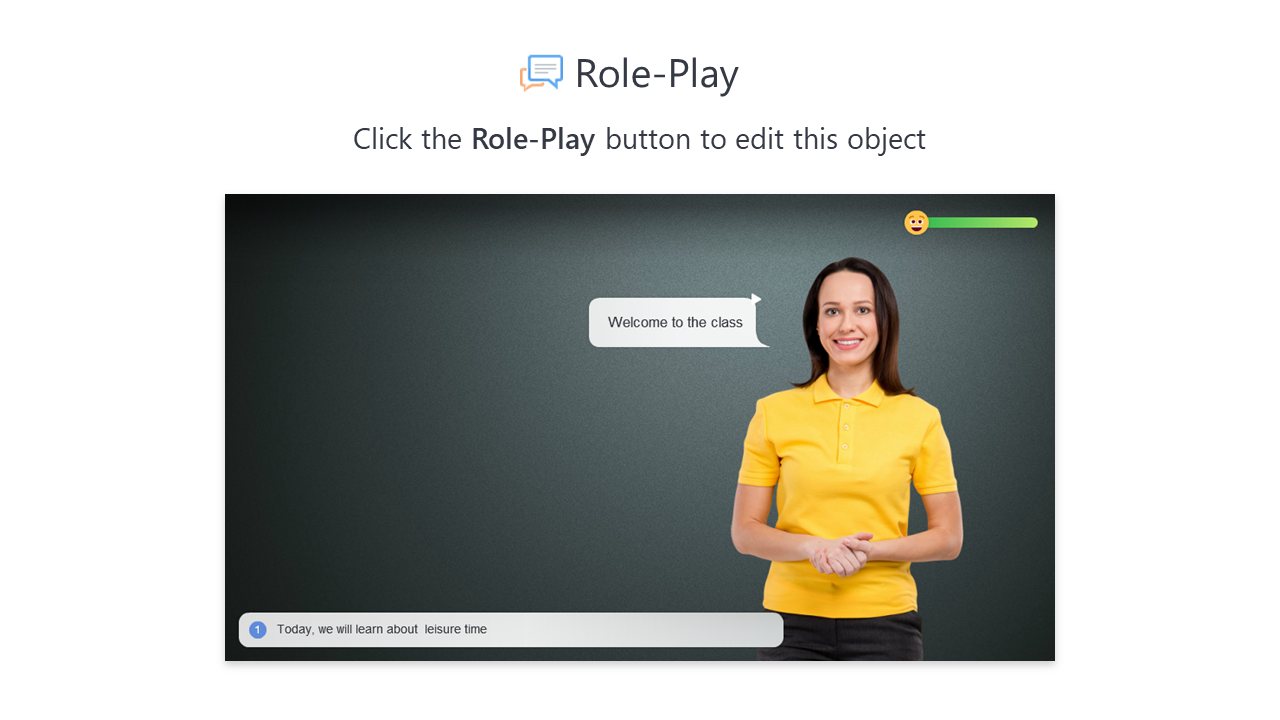 Role-Play
Click the Role-Play button to edit this object
Welcome to the class
1 Today, we will learn about  leisure time